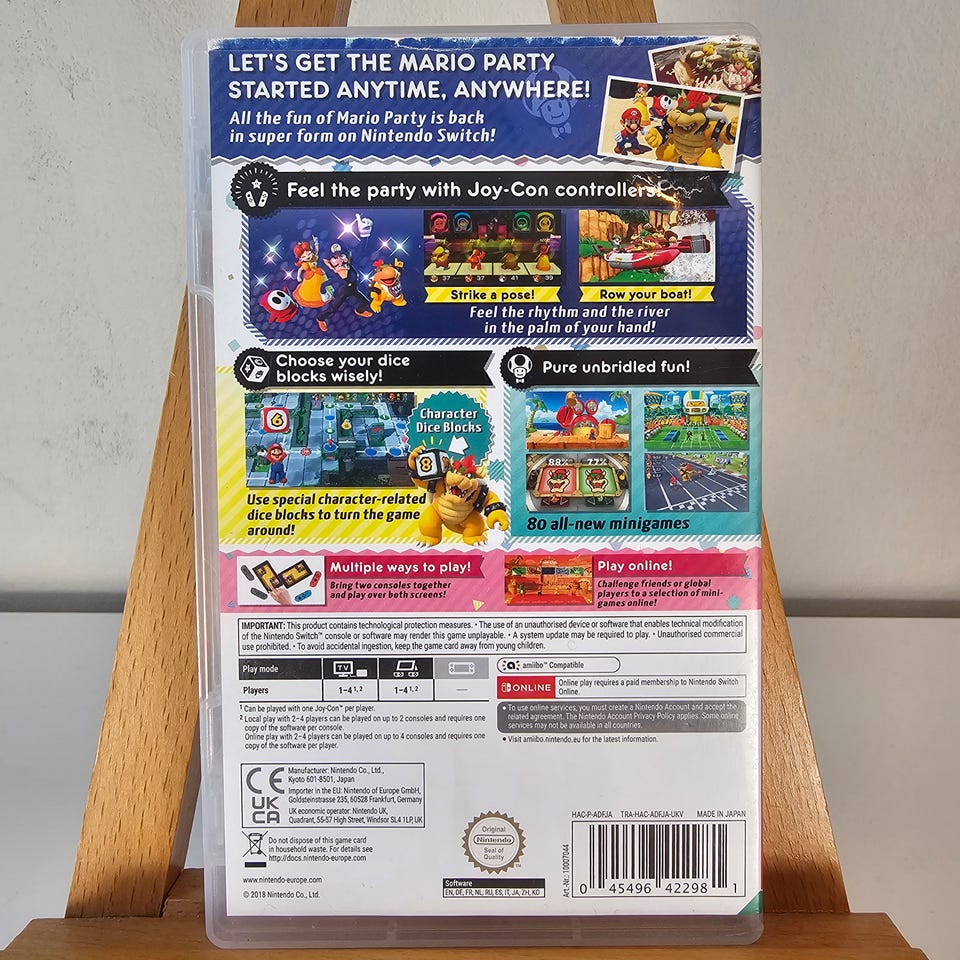 LET'S GET THE MARIO PARTY
STARTED ANYTIME, ANYWHERE!
All the fun of Mario Party is back
in super form on Nintendo Switch!
Feel the party with Joy-Con controllers!
37
37
41
39
Strike a pose!
Row your boat!
Feel the rhythm and the river
in the palm of your hand!
Choose your dice
blocks wisely!
6
Character
Dice Blocks
8
Use special character-related
dice blocks to turn the game
around!
Pure unbridled fun!
88%
77%
80 all-new minigames
Multiple ways to play!
Bring two consoles together
and play over both screens!
Play online!
Challenge friends or global
players to a selection of mini-
games online!
IMPORTANT: This product contains technological protection measures. • The use of an unauthorised device or software that enables technical modification
of the Nintendo Switch™ console or software may render this game unplayable. • A system update may be required to play. • Unauthorised commercial
use prohibited. • To avoid accidental ingestion, keep the game card away from young children.
Play mode
TV
Players
1–4 1, 2
1–4 1, 2
—
amiibo™ Compatible
ONLINE
Online play requires a paid membership to Nintendo Switch
Online.
• To use online services, you must create a Nintendo Account and accept the
related agreement. The Nintendo Account Privacy Policy applies. Some online
services may not be available in all countries.
• Visit amiibo.nintendo.eu for the latest information.
1 Can be played with one Joy-Con™ per player.
2 Local play with 2–4 players can be played on up to 2 consoles and requires one
copy of the software per console.
Online play with 2–4 players can be played on up to 4 consoles and requires one
copy of the software per player.
CE
UK
CA
Manufacturer: Nintendo Co., Ltd.,
Kyoto 601-8501, Japan
Importer in the EU: Nintendo of Europe GmbH,
Goldsteinstrasse 235, 60528 Frankfurt, Germany
UK economic operator: Nintendo UK,
Quadrant, 55-57 High Street, Windsor SL4 1LP, UK
Do not dispose of this game card
in household waste. For details see
http://docs.nintendo-europe.com
www.nintendo-europe.com
© 2018 Nintendo Co., Ltd.
Original
Nintendo
Seal of
Quality
TM
Software
EN, DE, FR, NL, RU, ES, IT, JA, ZH, KO
Art.-Nr.: 10007044
HAC-P-ADFJA TRA-HAC-ADFJA-UKV MADE IN JAPAN
0 45496 42298 1